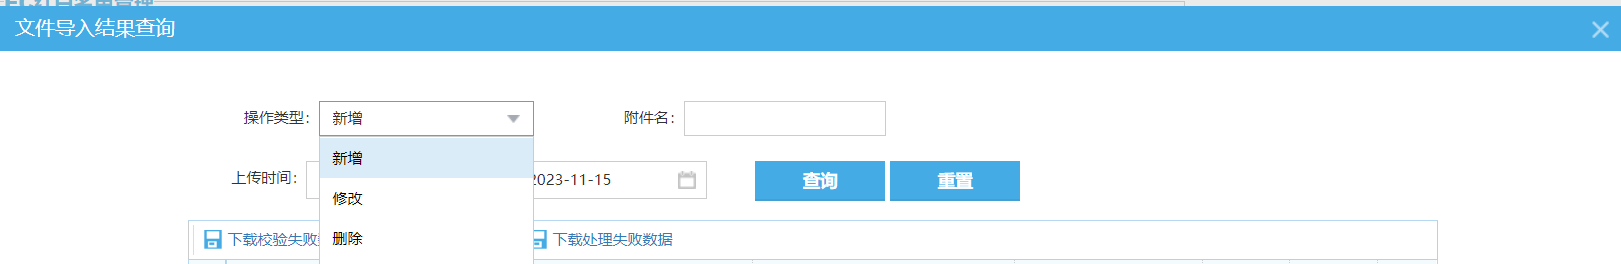 文件导入结果查询
操作类型： 新增 附件名：
新增
上传时间： 2023-11-15 查询 重置
修改
下载校验失败 下载处理失败数据
删除